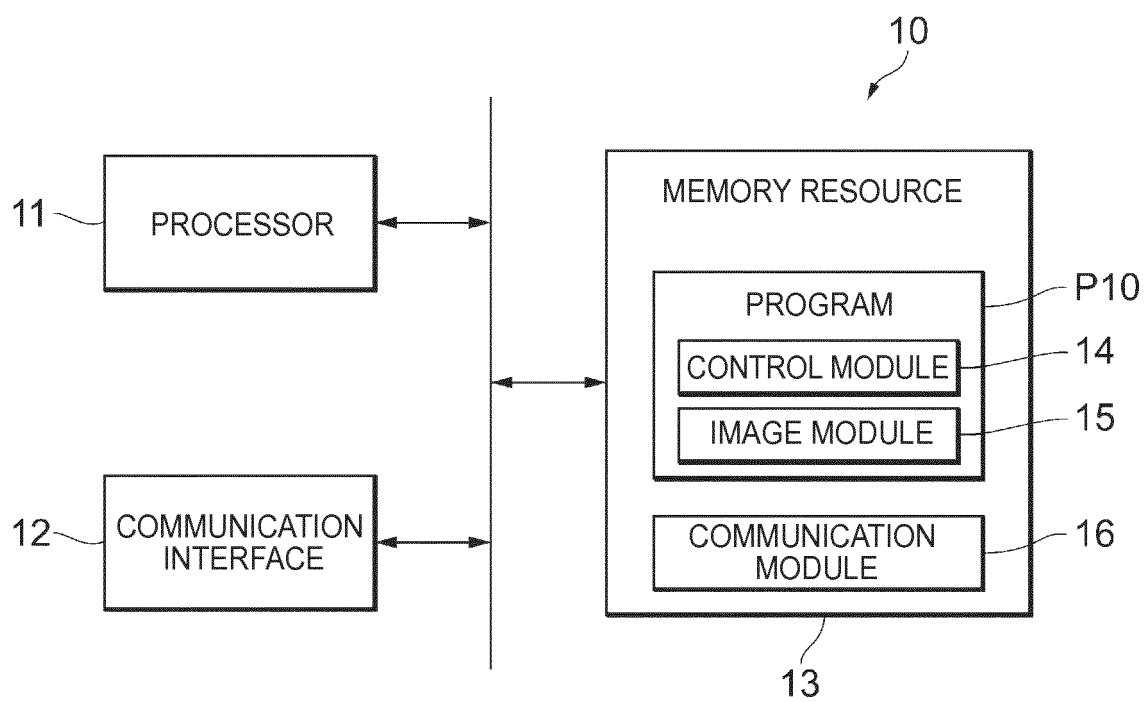 10
MEMORY RESOURCE
11
PROCESSOR
PROGRAM
P10
CONTROL MODULE
14
IMAGE MODULE
15
12
COMMUNICATION
INTERFACE
COMMUNICATION
MODULE
16
13